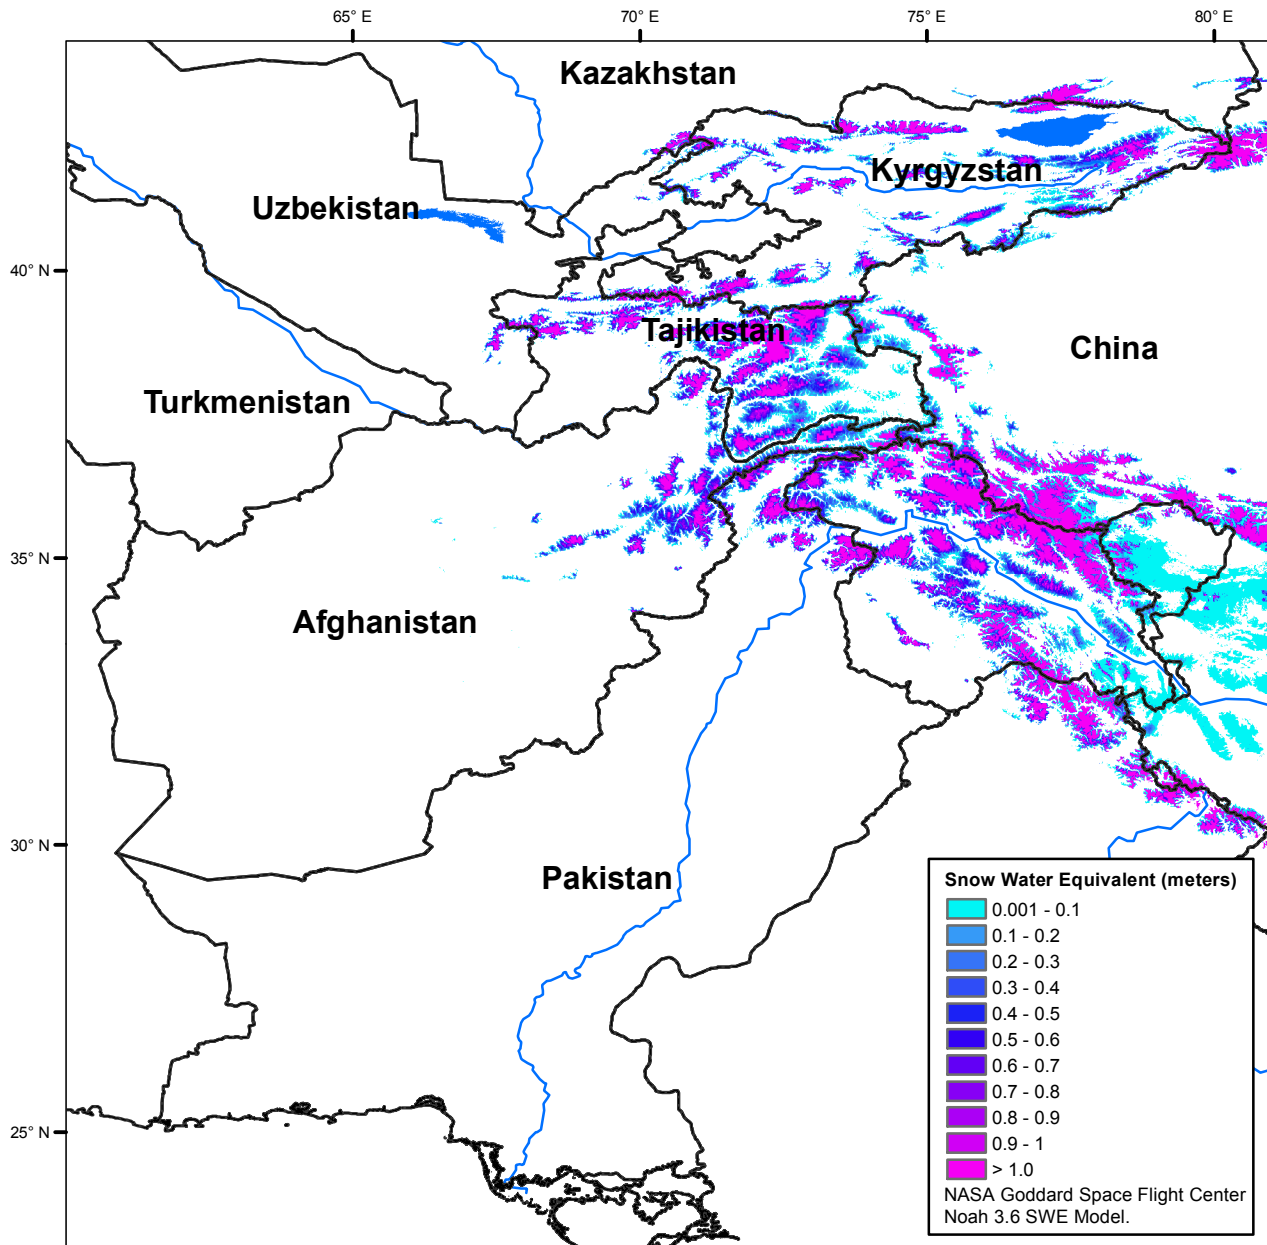 65° E
70° E
75° E
80° E
Kazakhstan
Kyrgyzstan
Uzbekistan
40° N
Tajikistan
China
Turkmenistan
35° N
Afghanistan
30° N
Pakistan
25° N
Snow Water Equivalent (meters)
0.001 - 0.1
0.1 - 0.2
0.2 - 0.3
0.3 - 0.4
0.4 - 0.5
0.5 - 0.6
0.6 - 0.7
0.7 - 0.8
0.8 - 0.9
0.9 - 1
> 1.0
NASA Goddard Space Flight Center
Noah 3.6 SWE Model.